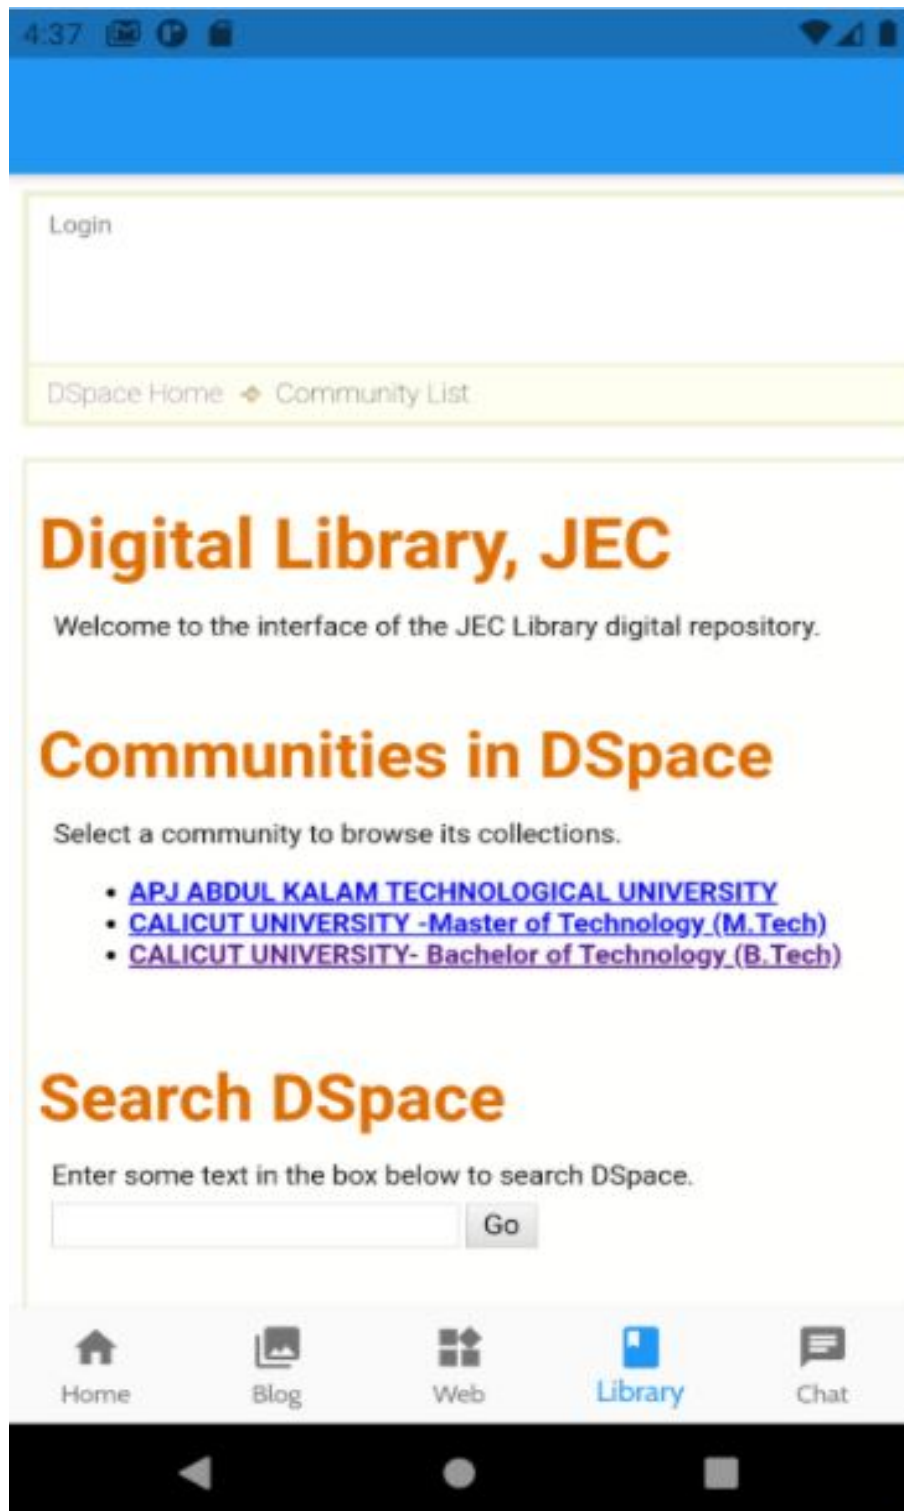 4:37
Login
DSpace Home Community List
Digital Library, JEC
Welcome to the interface of the JEC Library digital repository.
Communities in DSpace
Select a community to browse its collections.
• APJ ABDUL KALAM TECHNOLOGICAL UNIVERSITY
• CALICUT UNIVERSITY -Master of Technology (M.Tech)
• CALICUT UNIVERSITY- Bachelor of Technology (B.Tech)
Search DSpace
Enter some text in the box below to search DSpace.
Go
Home Blog Web Library Chat